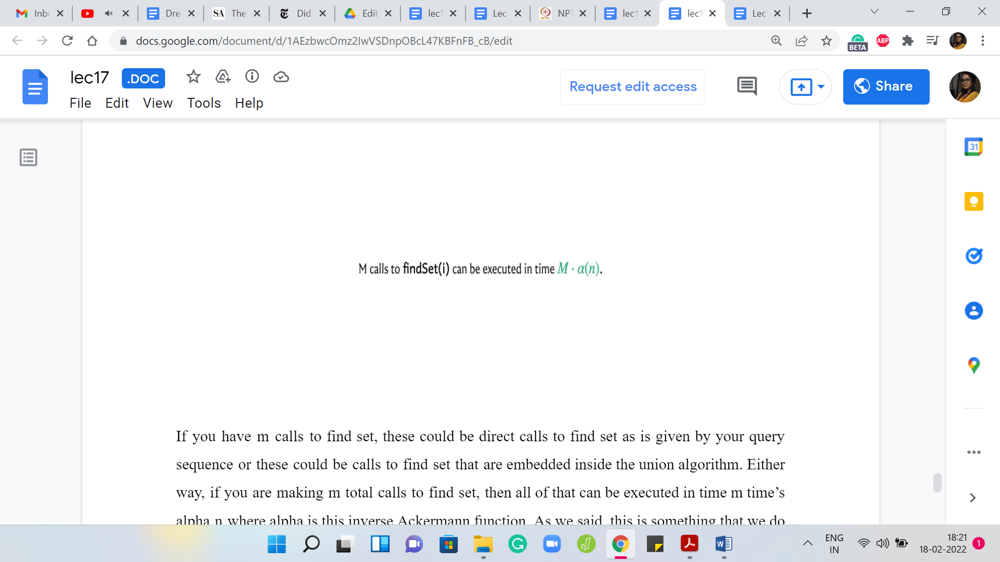 Inbc
Dre
SA The
Did
Edit
lec1
Lec
NPT
lec1
lec1
Lec
docs.google.com/document/d/1AEzbwcOmz2IwVSDnpOBcL47KBFnFB_cB/edit
BETA
ABP
lec17 .DOC
Request edit access
Share
File Edit View Tools Help
31
M calls to findSet(i) can be executed in time M · α(n).
If you have m calls to find set, these could be direct calls to find set as is given by your query
sequence or these could be calls to find set that are embedded inside the union algorithm. Either
way, if you are making m total calls to find set, then all of that can be executed in time m time’s
alpha n where alpha is this inverse Ackermann function. As we said, this is something that we do
ENG
IN
18:21
18-02-2022
1